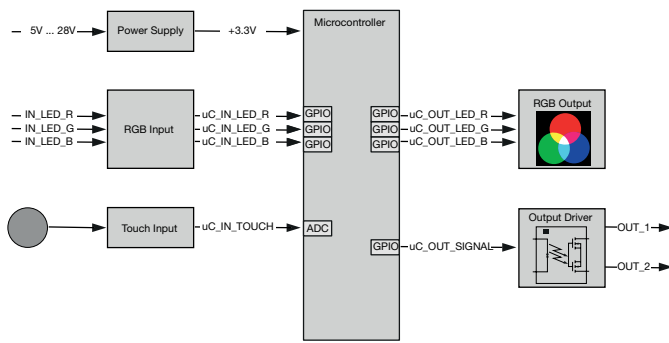 5V ... 28V
Power Supply
+3.3V
Microcontroller
IN_LED_R
IN_LED_G
IN_LED_B
RGB Input
uC_IN_LED_R
uC_IN_LED_G
uC_IN_LED_B
GPIO
GPIO
GPIO
GPIO
GPIO
GPIO
uC_OUT_LED_R
uC_OUT_LED_G
uC_OUT_LED_B
RGB Output
Touch Input
uC_IN_TOUCH
ADC
GPIO
uC_OUT_SIGNAL
Output Driver
OUT_1
OUT_2